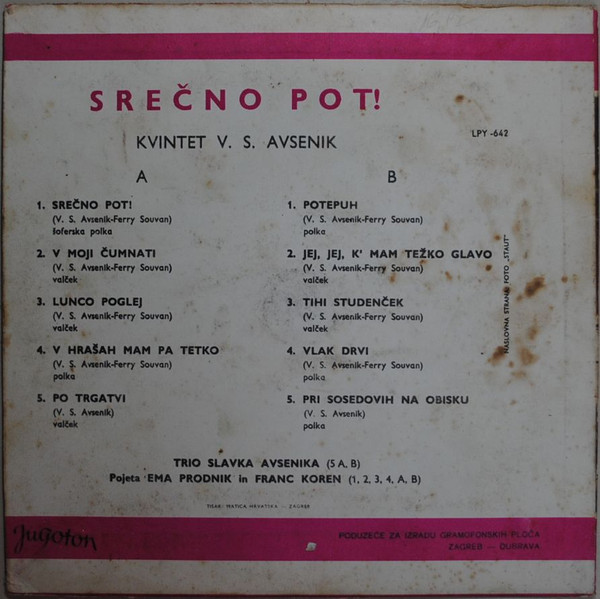 SREČNO POT!
KVINTET V. S. AVSENIK
LPY-642
A
1. SREČNO POT!
(V. S. Avsenik-Ferry Souvan)
šoferska polka
2. V MOJI ČUMNATI
(V. S. Avsenik-Ferry Souvan)
valček
3. LUNCO POGLEJ
(V. S. Avsenik-Ferry Souvan)
valček
4. V HRAŠAH MAM PA TETKO
(V. S. Avsenik-Ferry Souvan)
polka
5. PO TRGATVI
(V. S. Avsenik)
valček
B
1. POTEPUH
(V. S. Avsenik-Ferry Souvan)
polka
2. JEJ, JEJ, K' MAM TEŽKO GLAVO
(V. S. Avsenik-Ferry Souvan)
valček
3. TIHI STUDENČEK
(V. S. Avsenik-Ferry Souvan)
valček
4. VLAK DRVI
(V. S. Avsenik-Ferry Souvan)
polka
5. PRI SOSEDOVIH NA OBISKU
(V. S. Avsenik)
polka
NASLOVNA STRANA FOTO „STAUT"
TRIO SLAVKA AVSENIKA (5 A, B)
Pojeta EMA PRODNIK in FRANC KOREN (1, 2, 3, 4, A, B)
TISAK: MATICA HRVATSKA — ZAGREB
Jugoton
PODUZEĆE ZA IZRADU GRAMOFONSKIH PLOČA
ZAGREB — DUBRAVA